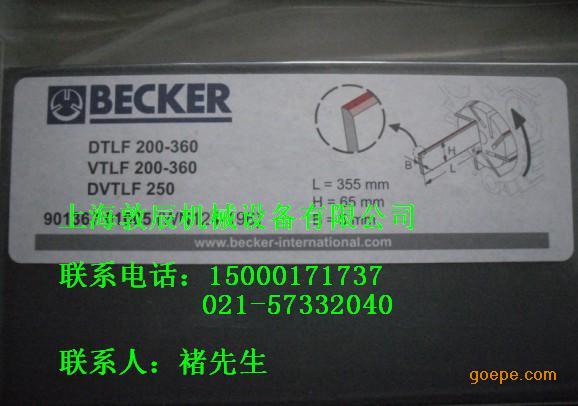 BECKER
DTLF 200-360
VTLF 200-360
DVTLF 250
B
H
L
L = 355 mm
H = 65 mm
上海敦辰机械设备有限公司
www.becker-international.com
联系电话：15000171737
021-57332040
联系人：褚先生
goepe.com